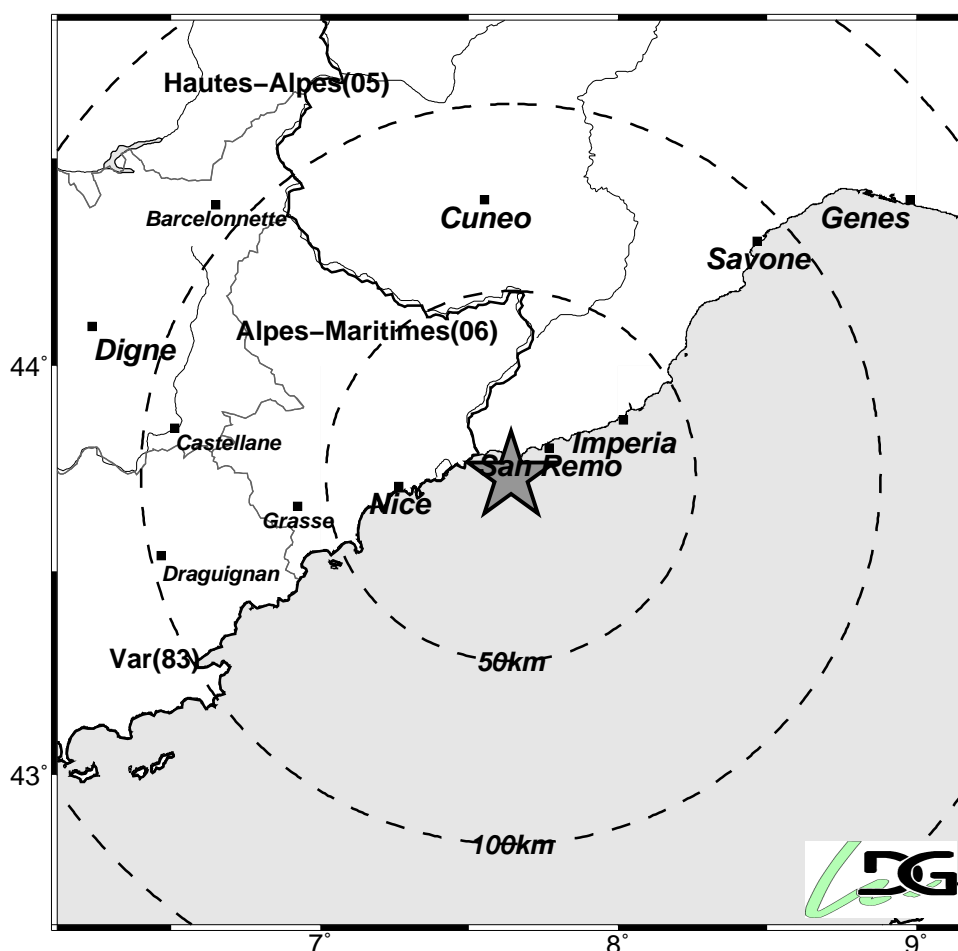 Hautes-Alpes(05)
Barcelonnette
Cuneo
Genes
Savone
Alpes-Maritimes(06)
Digne
44°
Castellane
Imperia
San Remo
Nice
Grasse
Draguignan
Var(83)
50km
43°
100km
DG
7°
8°
9°